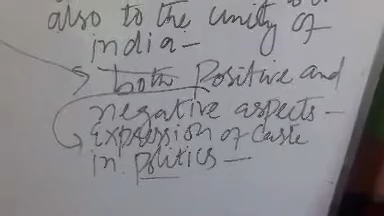 also to the unity of
india -
both Positive and
negative aspects -
Expression of caste
in politics -